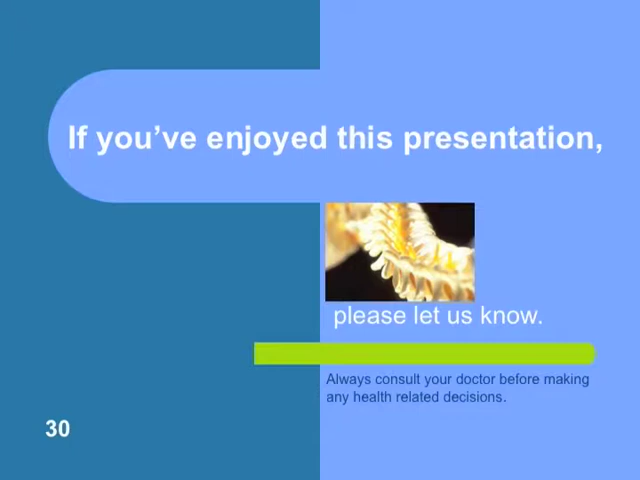 If you’ve enjoyed this presentation,
please let us know.
Always consult your doctor before making
any health related decisions.
30